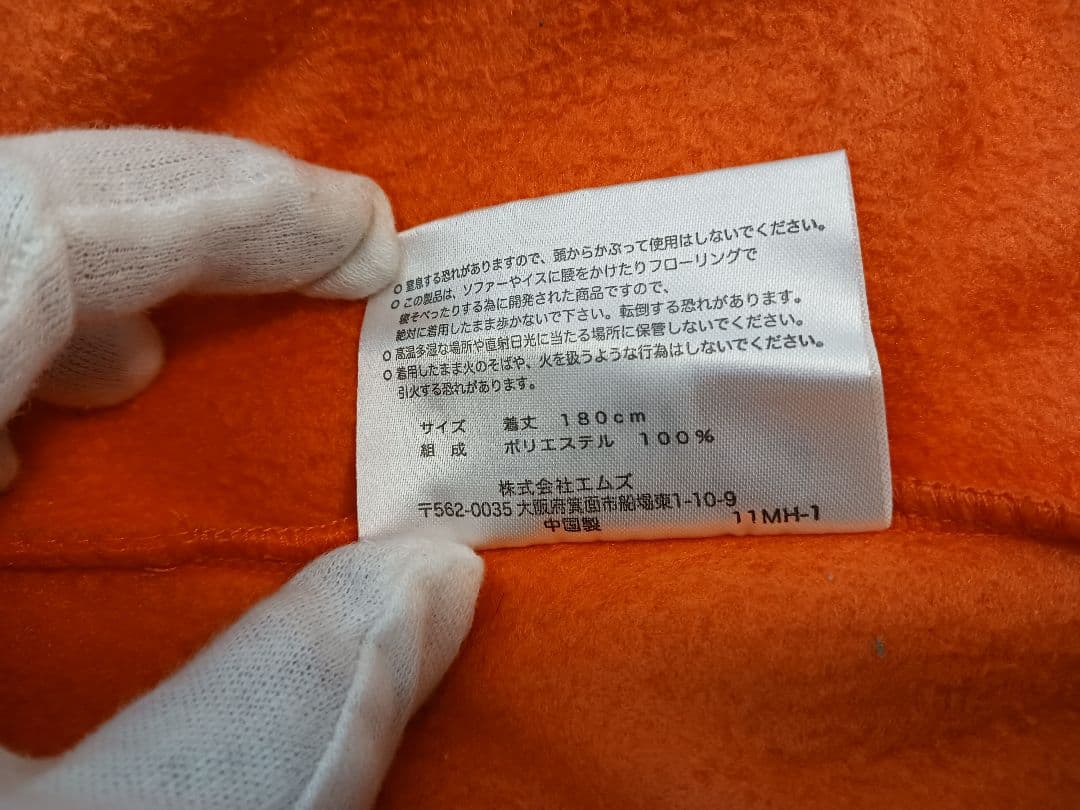 ○ 窒息する恐れがありますので、頭からかぶって使用はしないでください。
○ この製品は、ソファーやイスに腰をかけたりフローリングで
寝そべったりする為に開発された商品ですので、
絶対に着用したまま歩かないで下さい。転倒する恐れがあります。
○ 高温多湿な場所や直射日光に当たる場所に保管しないでください。
○ 着用したまま火のそばや、火を扱うような行為はしないでください。
引火する恐れがあります。
サイズ 着丈 180cm
組成 ポリエステル 100%
株式会社エムズ
〒562-0035 大阪府箕面市船場東1-10-9
中国製 11MH-1